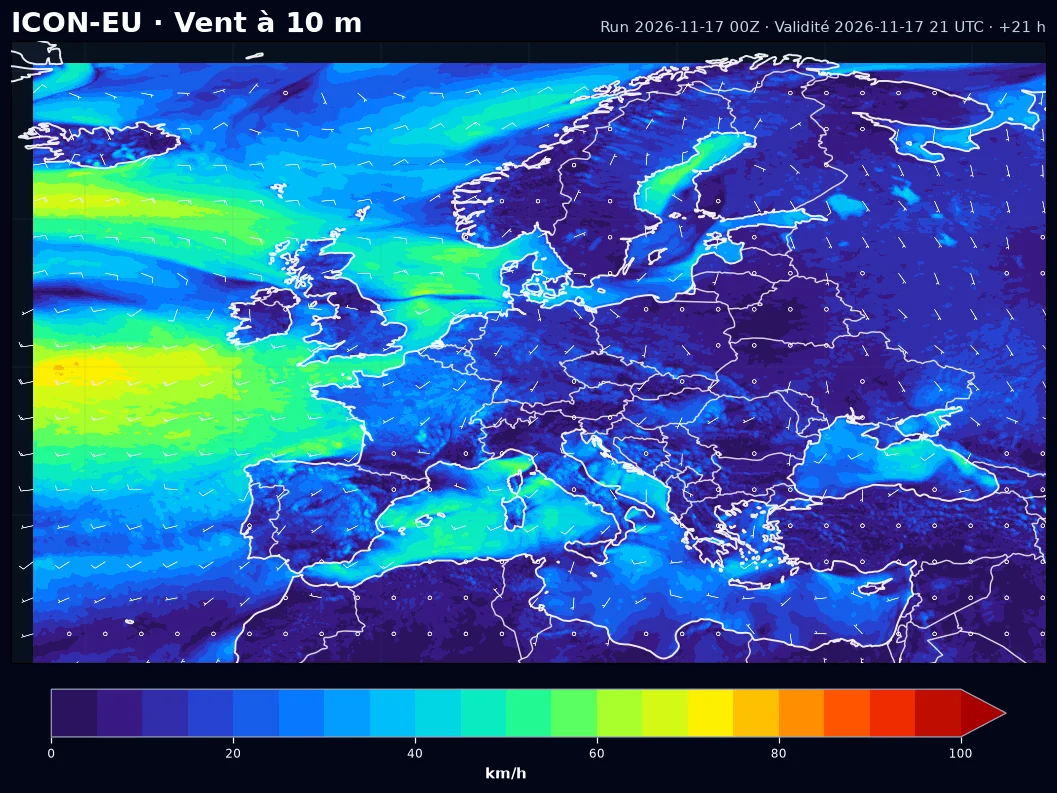 ICON-EU · Vent à 10 m
Run 2026-11-17 00Z · Validité 2026-11-17 21 UTC · +21 h
0 20 40 60 80 100
km/h